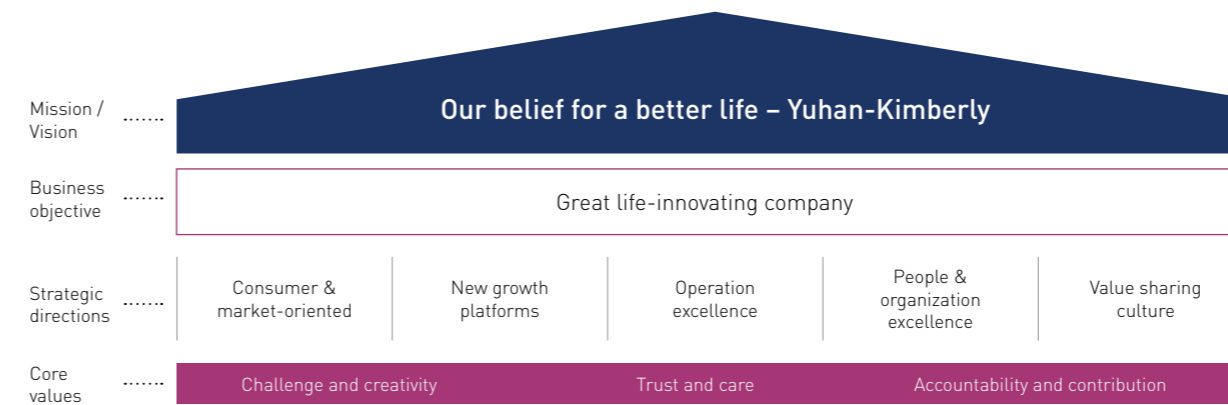 Mission /
Vision
Our belief for a better life – Yuhan-Kimberly
Business
objective
Great life-innovating company
Strategic
directions
Consumer &
market-oriented
New growth
platforms
Operation
excellence
People &
organization
excellence
Value sharing
culture
Core
values
Challenge and creativity
Trust and care
Accountability and contribution